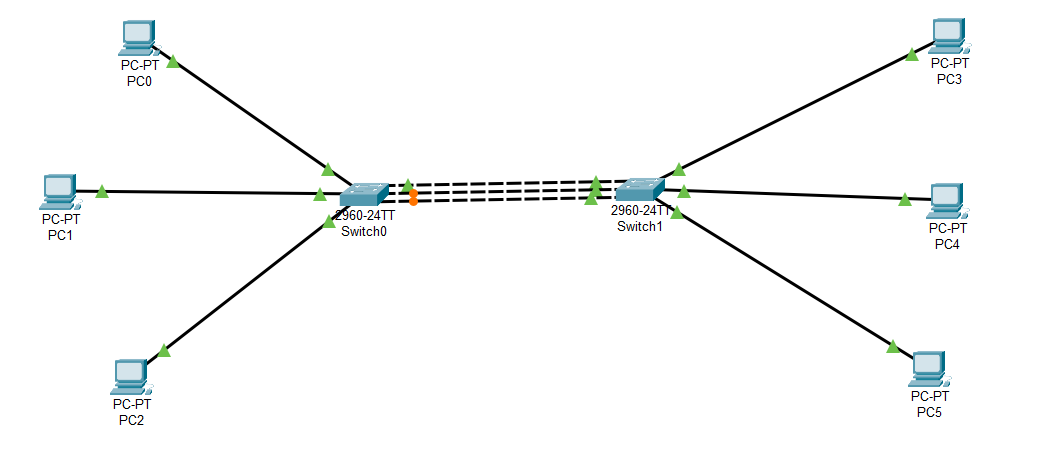 PC-PT
PC0
PC-PT
PC3
PC-PT
PC1
2960-24TT
Switch0
2960-24TT
Switch1
PC-PT
PC4
PC-PT
PC2
PC-PT
PC5